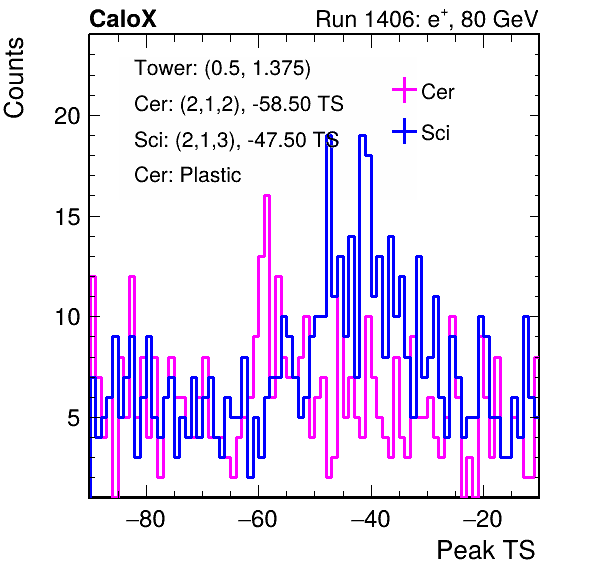 CaloX Run 1406: e⁺, 80 GeV
Counts
Tower: (0.5, 1.375)
Cer: (2,1,2), -58.50 TS
Sci: (2,1,3), -47.50 TS
Cer: Plastic
Cer
Sci
20
15
10
5
−80 −60 −40 −20
Peak TS